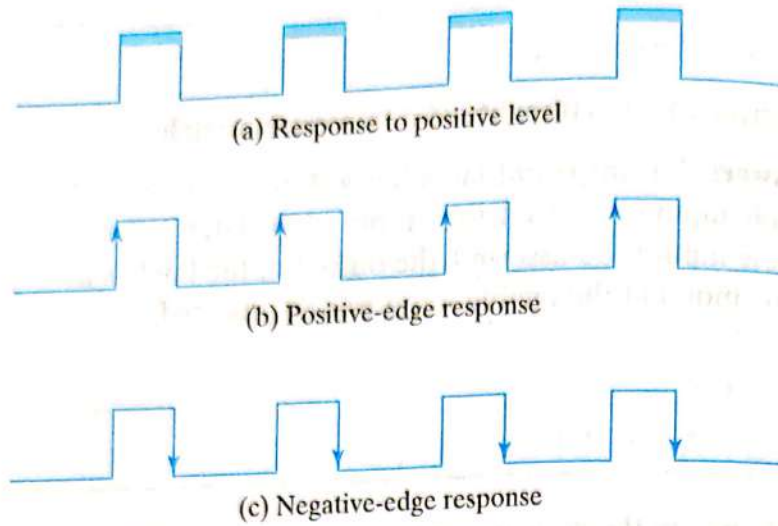 (a) Response to positive level
(b) Positive-edge response
(c) Negative-edge response